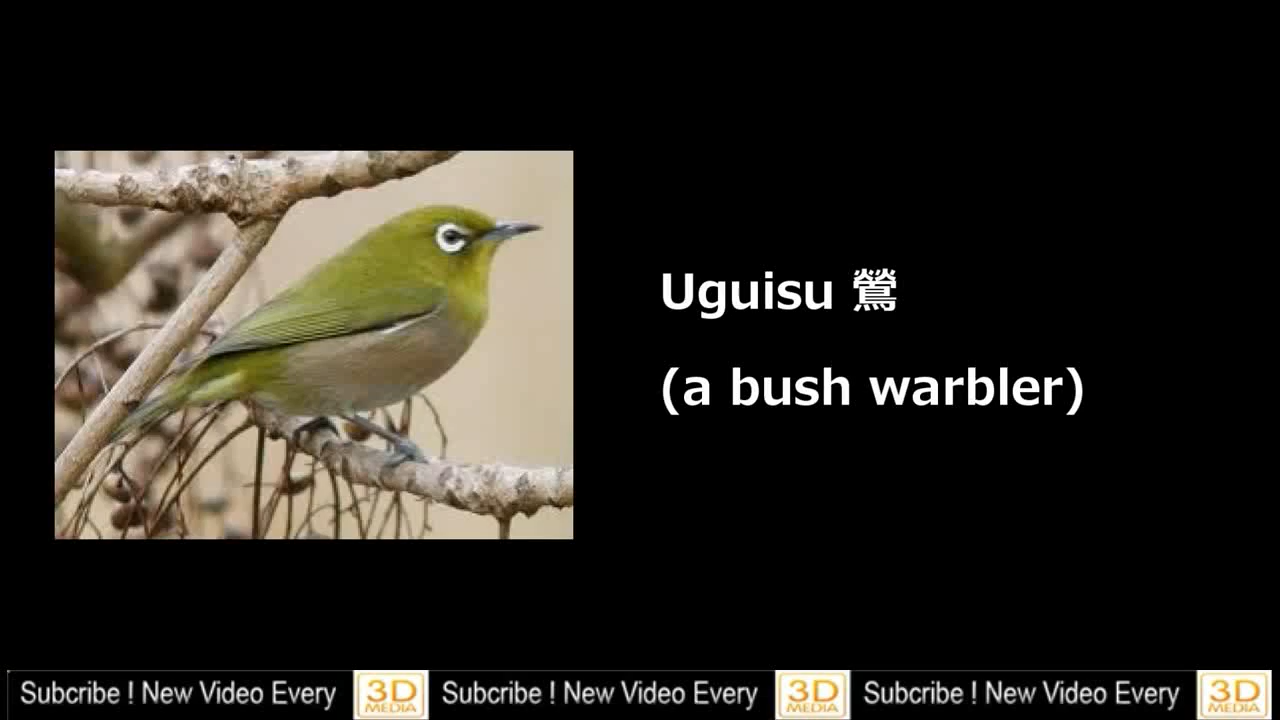 Uguisu 鶯
(a bush warbler)
Subcribe ! New Video Every 3D MEDIA Subcribe ! New Video Every 3D MEDIA Subcribe ! New Video Every 3D MEDIA